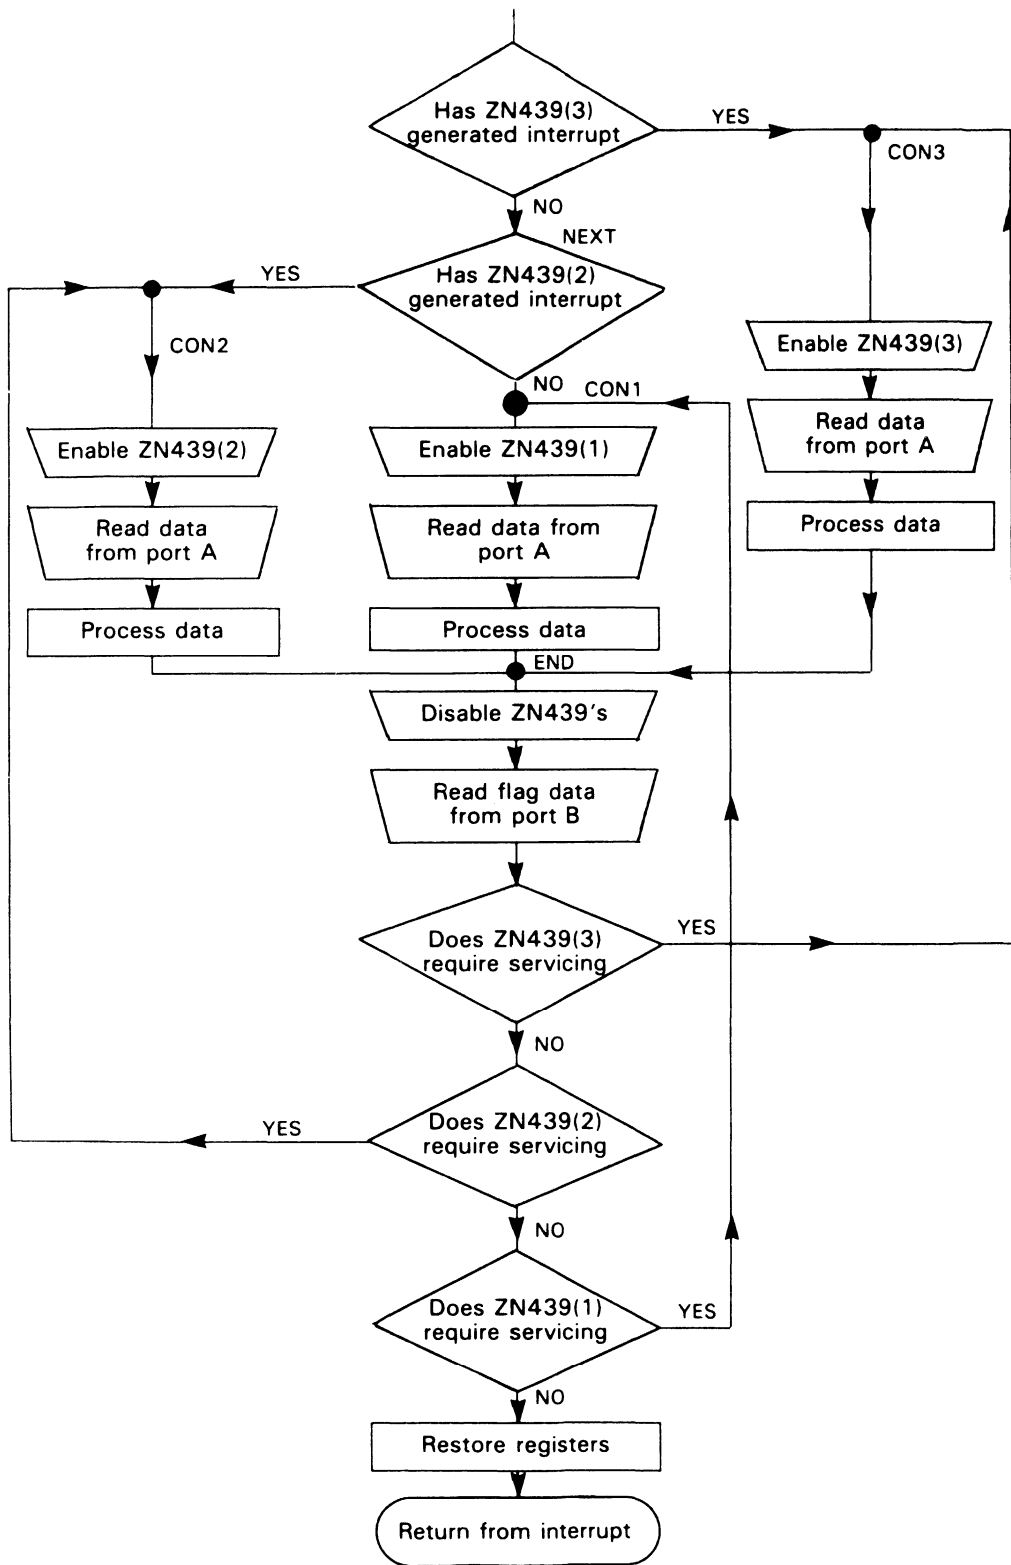 Has ZN439(3)
generated interrupt
YES
CON3
NO
NEXT
Has ZN439(2)
generated interrupt
YES
CON2
NO
CON1
Enable ZN439(3)
Read data
from port A
Process data
Enable ZN439(2)
Read data
from port A
Process data
Enable ZN439(1)
Read data from
port A
Process data
END
Disable ZN439's
Read flag data
from port B
Does ZN439(3)
require servicing
YES
NO
Does ZN439(2)
require servicing
YES
NO
Does ZN439(1)
require servicing
YES
NO
Restore registers
Return from interrupt